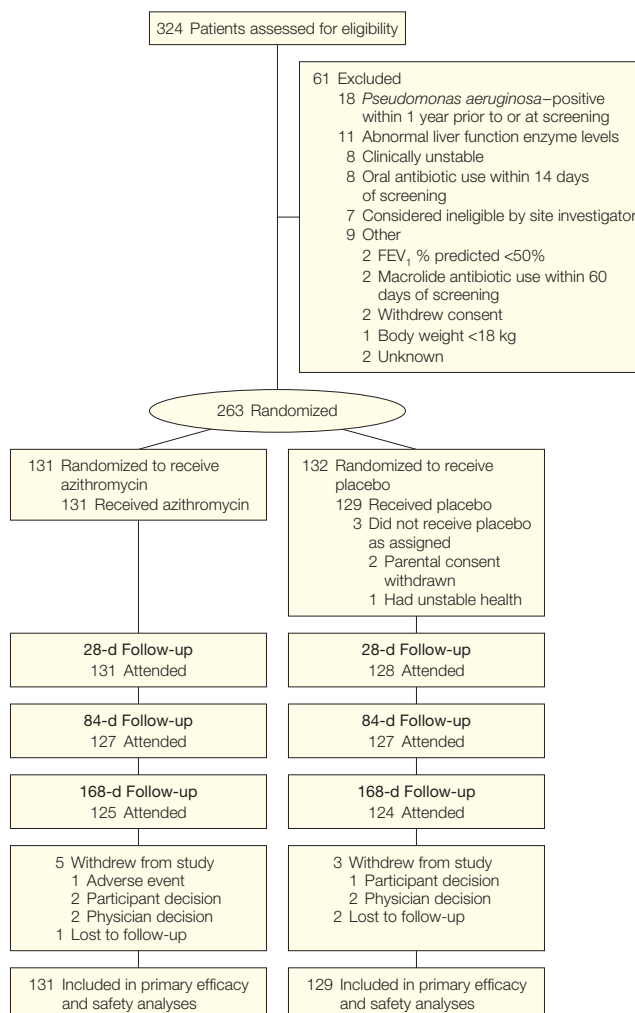 324 Patients assessed for eligibility
61 Excluded
18 Pseudomonas aeruginosa–positive
within 1 year prior to or at screening
11 Abnormal liver function enzyme levels
8 Clinically unstable
8 Oral antibiotic use within 14 days
of screening
7 Considered ineligible by site investigator
9 Other
2 FEV1 % predicted <50%
2 Macrolide antibiotic use within 60
days of screening
2 Withdrew consent
1 Body weight <18 kg
2 Unknown
263 Randomized
131 Randomized to receive
azithromycin
131 Received azithromycin
132 Randomized to receive
placebo
129 Received placebo
3 Did not receive placebo
as assigned
2 Parental consent
withdrawn
1 Had unstable health
28-d Follow-up
131 Attended
28-d Follow-up
128 Attended
84-d Follow-up
127 Attended
84-d Follow-up
127 Attended
168-d Follow-up
125 Attended
168-d Follow-up
124 Attended
5 Withdrew from study
1 Adverse event
2 Participant decision
2 Physician decision
1 Lost to follow-up
3 Withdrew from study
1 Participant decision
2 Physician decision
2 Lost to follow-up
131 Included in primary efficacy
and safety analyses
129 Included in primary efficacy
and safety analyses